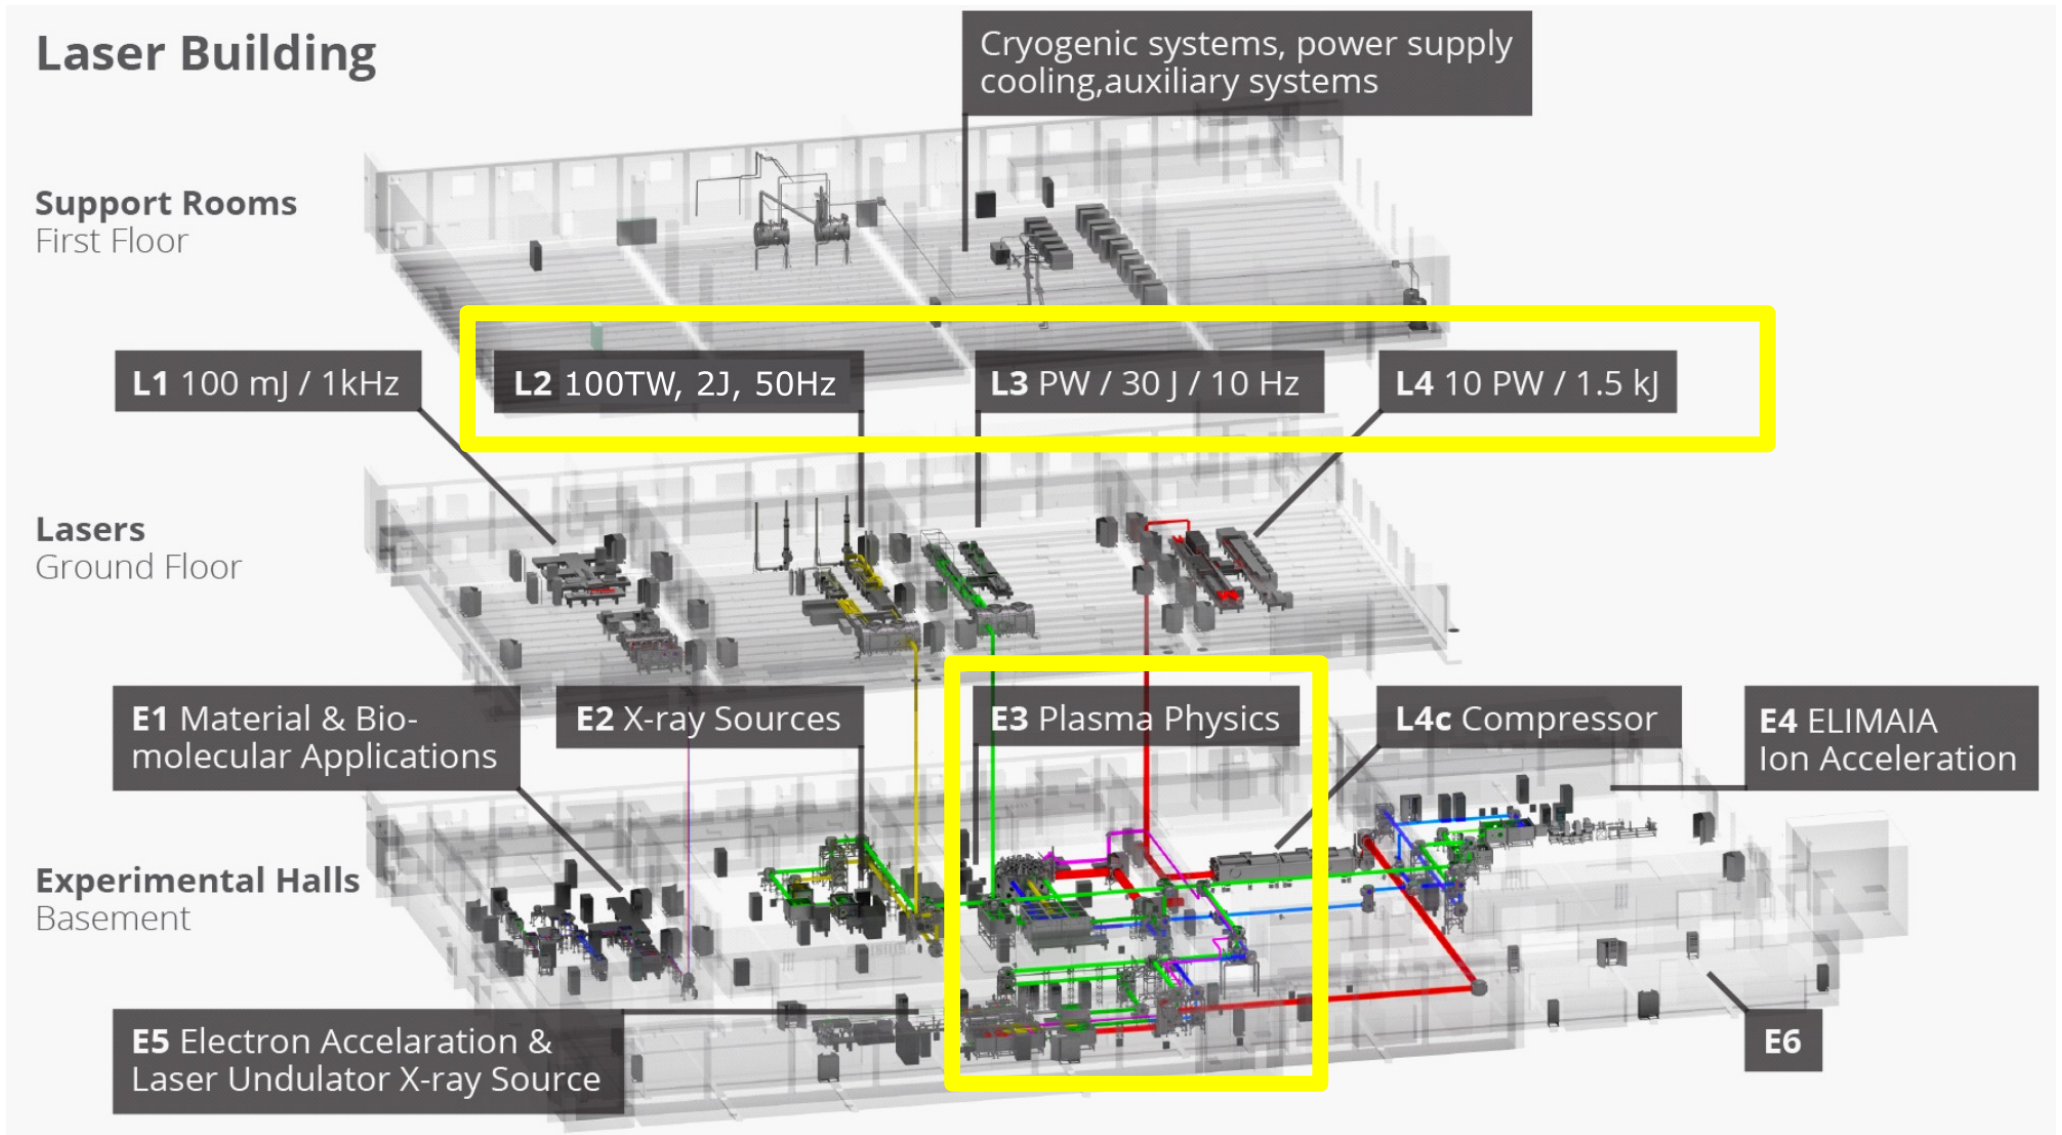 Laser Building
Cryogenic systems, power supply
cooling,auxiliary systems
Support Rooms
First Floor
L1 100 mJ / 1kHz
L2 100TW, 2J, 50Hz
L3 PW / 30 J / 10 Hz
L4 10 PW / 1.5 kJ
Lasers
Ground Floor
E1 Material & Bio-
molecular Applications
E2 X-ray Sources
E3 Plasma Physics
L4c Compressor
E4 ELIMAIA
Ion Acceleration
Experimental Halls
Basement
E5 Electron Accelaration &
Laser Undulator X-ray Source
E6